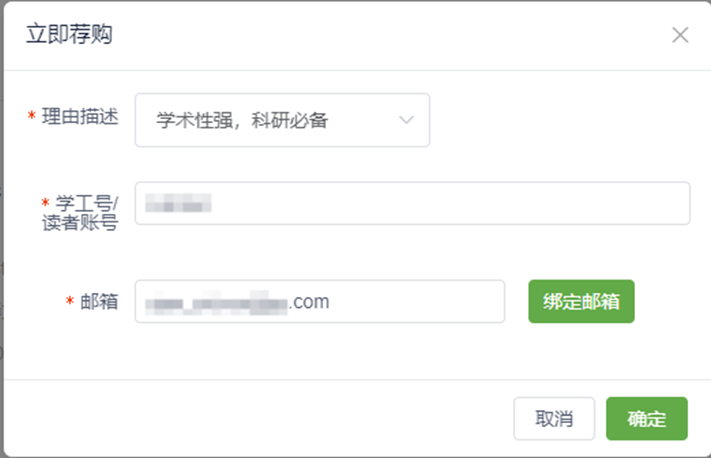 立即荐购
* 理由描述 学术性强，科研必备
* 学工号/
读者账号
* 邮箱 .com 绑定邮箱
取消 确定